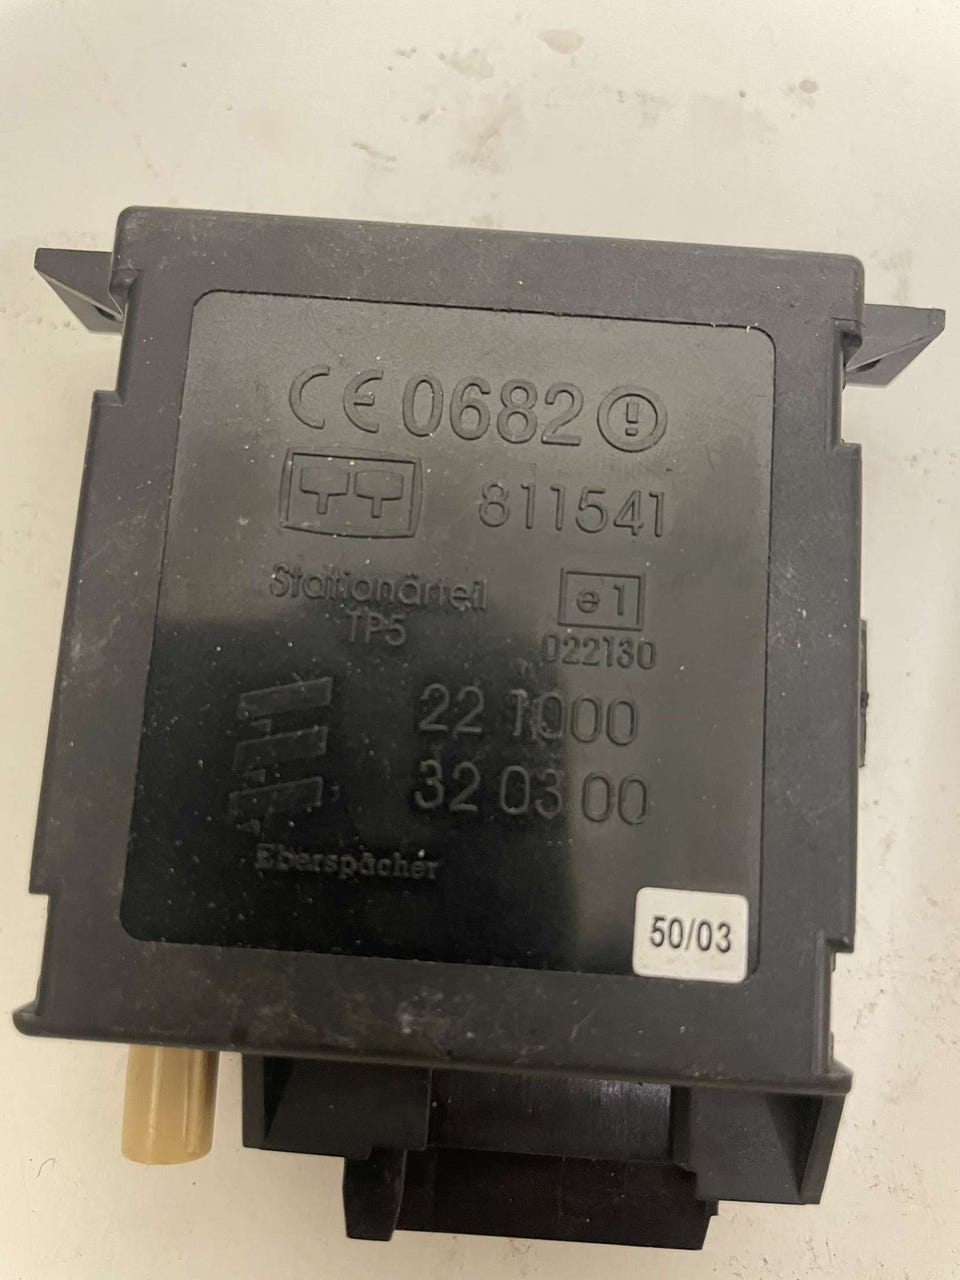 CE0682
811541
Stationärteil
TP5
e1
022130
22 1000
32 03 00
Eberspächer
50/03